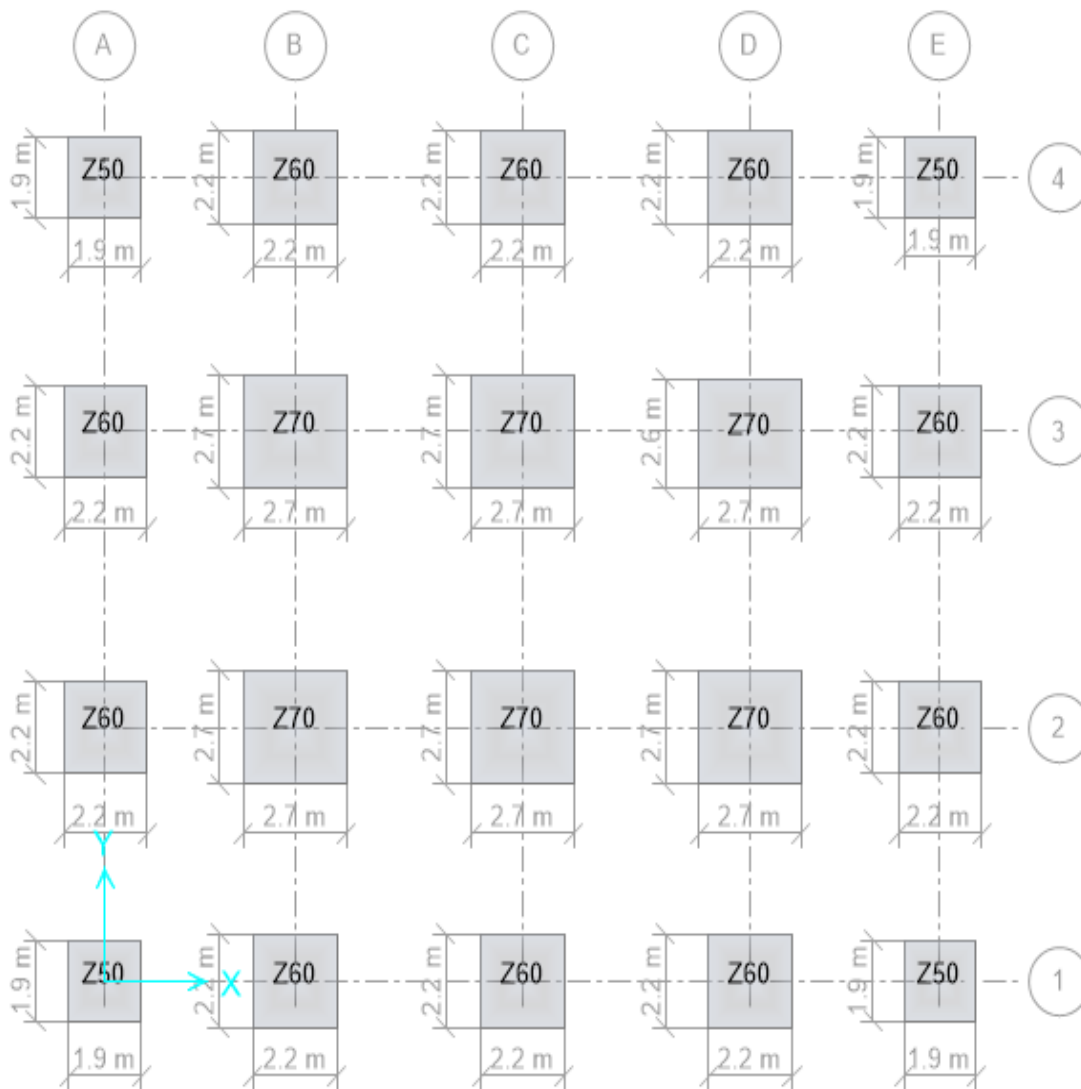 A B C D E
1.9 m Z50 2.2 m Z60 2.2 m Z60 2.2 m Z60 1.9 m Z50 4
1.9 m 2.2 m 2.2 m 2.2 m 1.9 m
2.2 m Z60 2.7 m Z70 2.7 m Z70 2.6 m Z70 2.2 m Z60 3
2.2 m 2.7 m 2.7 m 2.7 m 2.2 m
2.2 m Z60 2.7 m Z70 2.7 m Z70 2.7 m Z70 2.2 m Z60 2
2.2 m 2.7 m 2.7 m 2.7 m 2.2 m
Y
1.9 m Z50 X 2.2 m Z60 2.2 m Z60 2.2 m Z60 1.9 m Z50 1
1.9 m 2.2 m 2.2 m 2.2 m 1.9 m